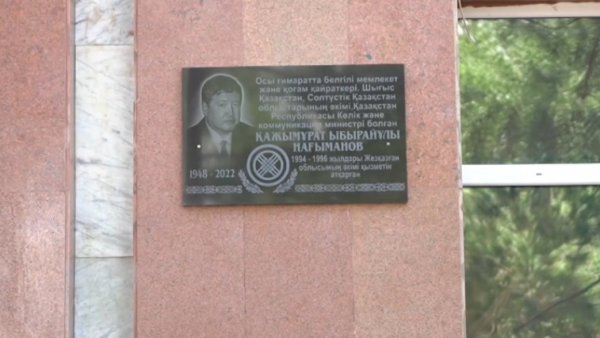 Осы ғимаратта белгілі мемлекет
және қоғам қайраткері. Шығыс
Қазақстан, Солтүстік Қазақстан
облыстарының әкімі,Қазақстан
Республикасы Көлік және
коммуникация министрі болған
ҚАЖЫМҰРАТ ЫБЫРАЙҰЛЫ
НАҒЫМАНОВ
1994 - 1996 жылдары Жезқазған
облысының әкімі қызметін
атқарған
1948 - 2022